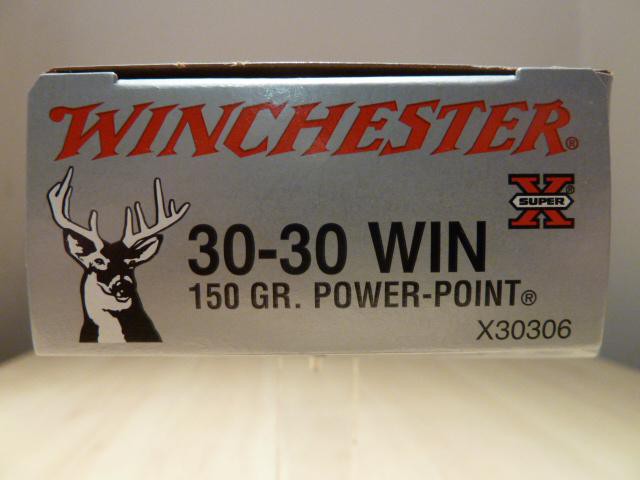 WINCHESTER®
X® SUPER
30-30 WIN
150 GR. POWER-POINT®
X30306